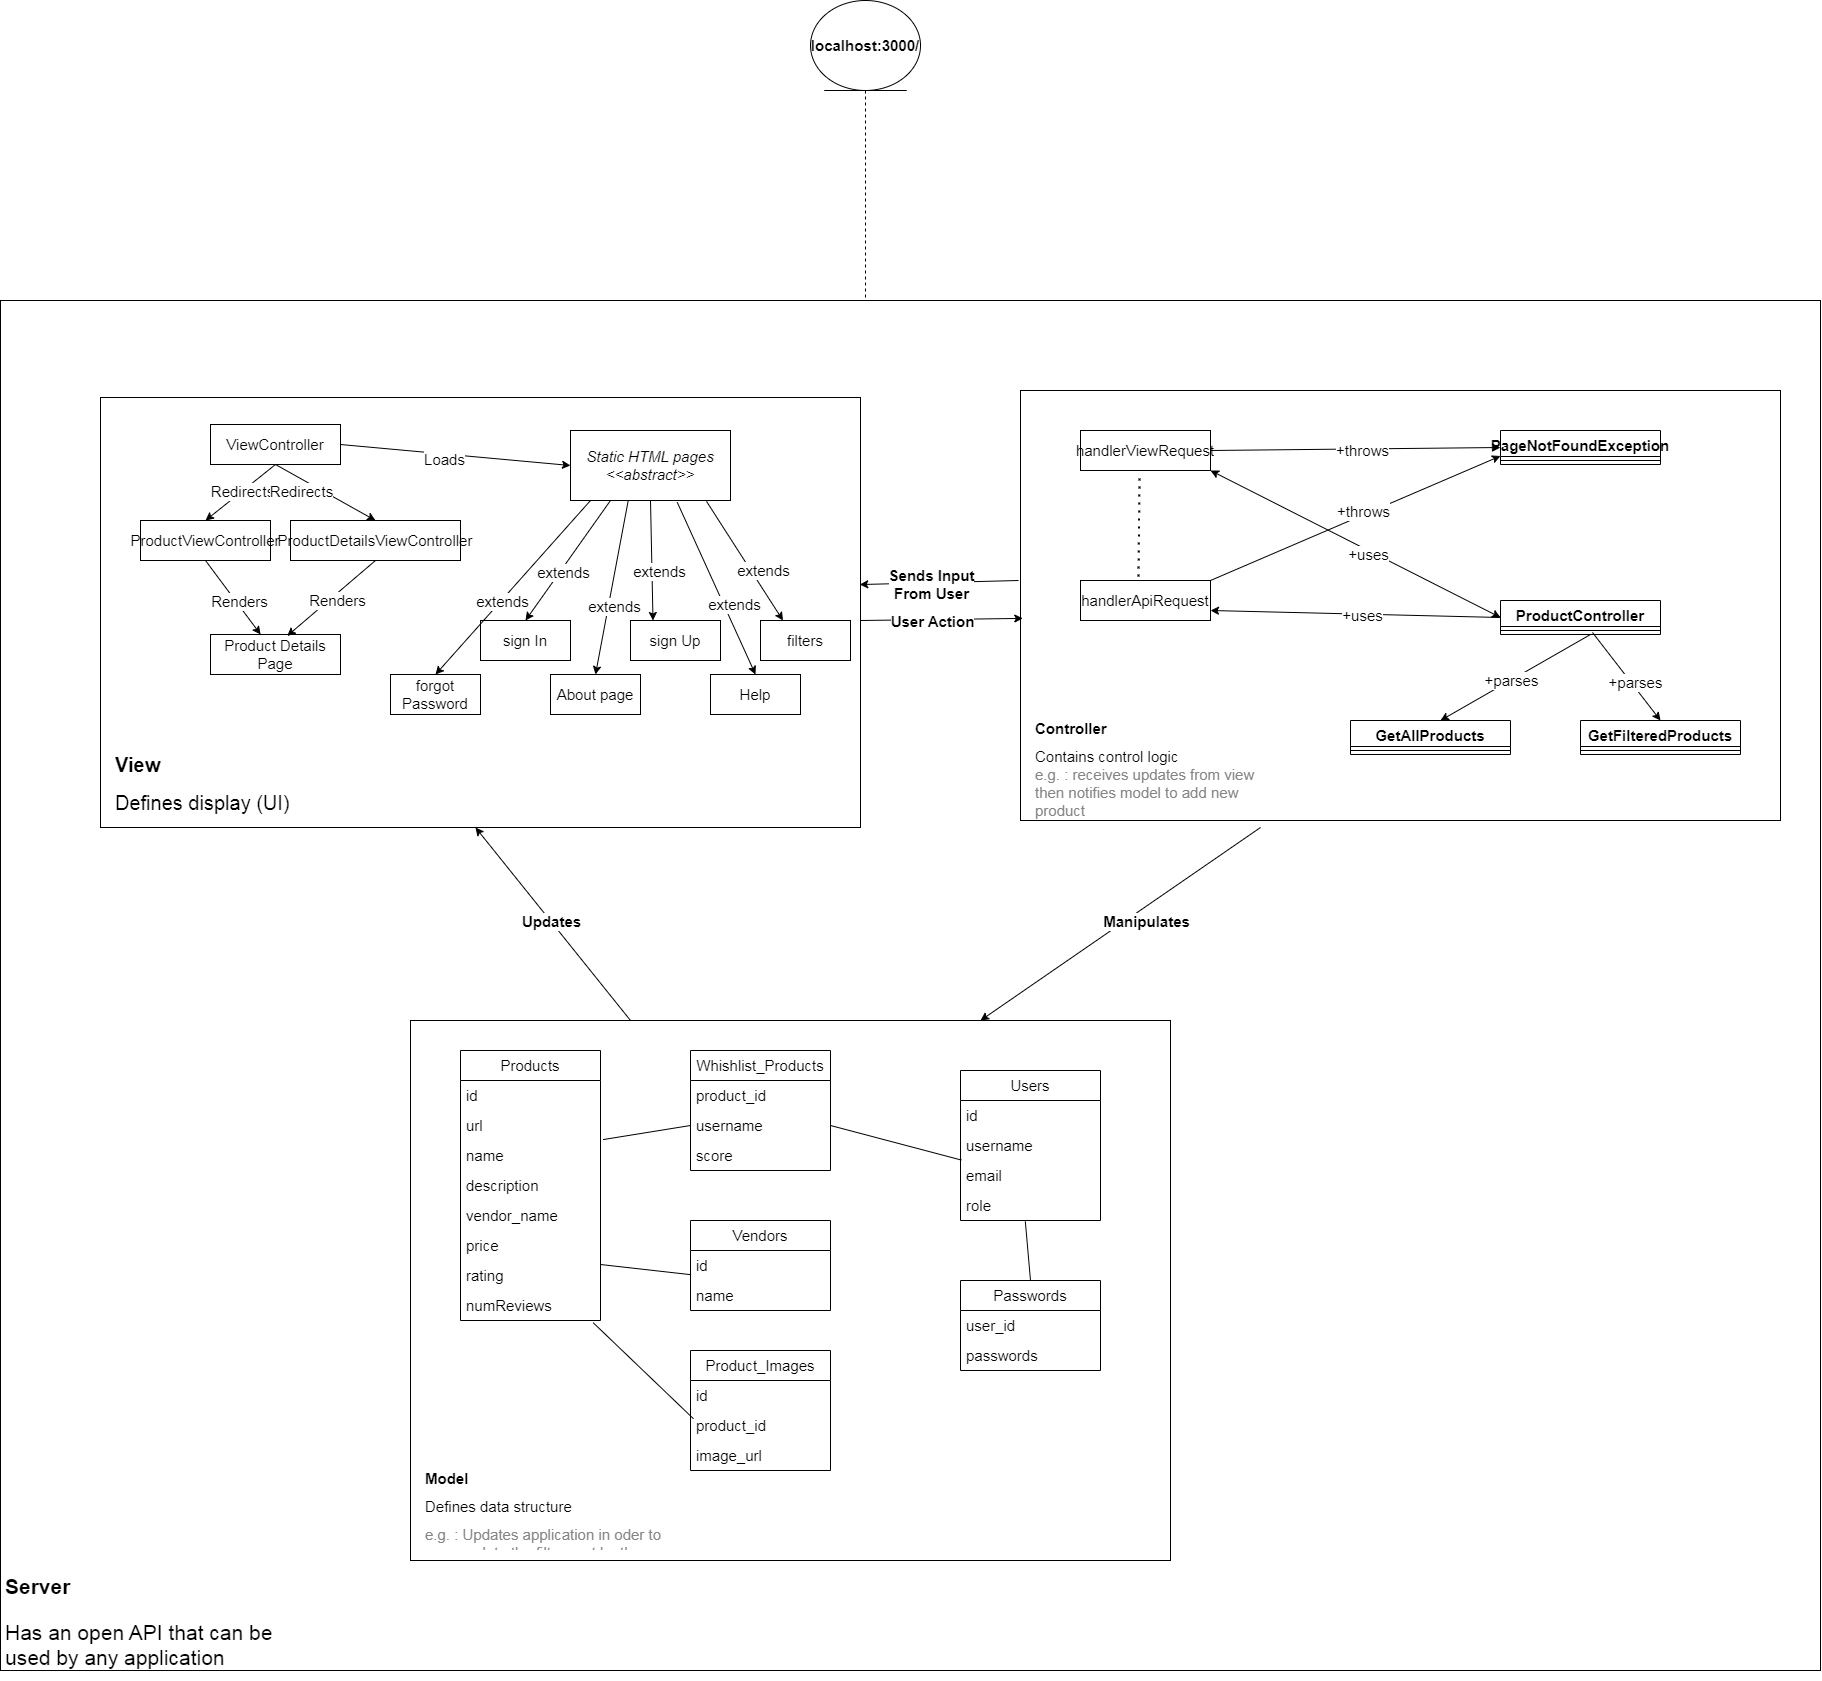 localhost:3000/
ViewController
Loads
Static HTML pages
<<abstract>>
Redirects
Redirects
ProductViewController
ProductDetailsViewController
Renders
Renders
Product Details
Page
extends
extends
extends
extends
extends
extends
sign In
sign Up
filters
forgot
Password
About page
Help
View
Defines display (UI)
Sends Input
From User
User Action
handlerViewRequest
+throws
PageNotFoundException
+throws
+uses
handlerApiRequest
+uses
ProductController
+parses
+parses
GetAllProducts
GetFilteredProducts
Controller
Contains control logic
e.g. : receives updates from view
then notifies model to add new
product
Updates
Manipulates
Products
id
url
name
description
vendor_name
price
rating
numReviews
Whishlist_Products
product_id
username
score
Vendors
id
name
Product_Images
id
product_id
image_url
Users
id
username
email
role
Passwords
user_id
passwords
Model
Defines data structure
e.g. : Updates application in oder to
Server
Has an open API that can be
used by any application